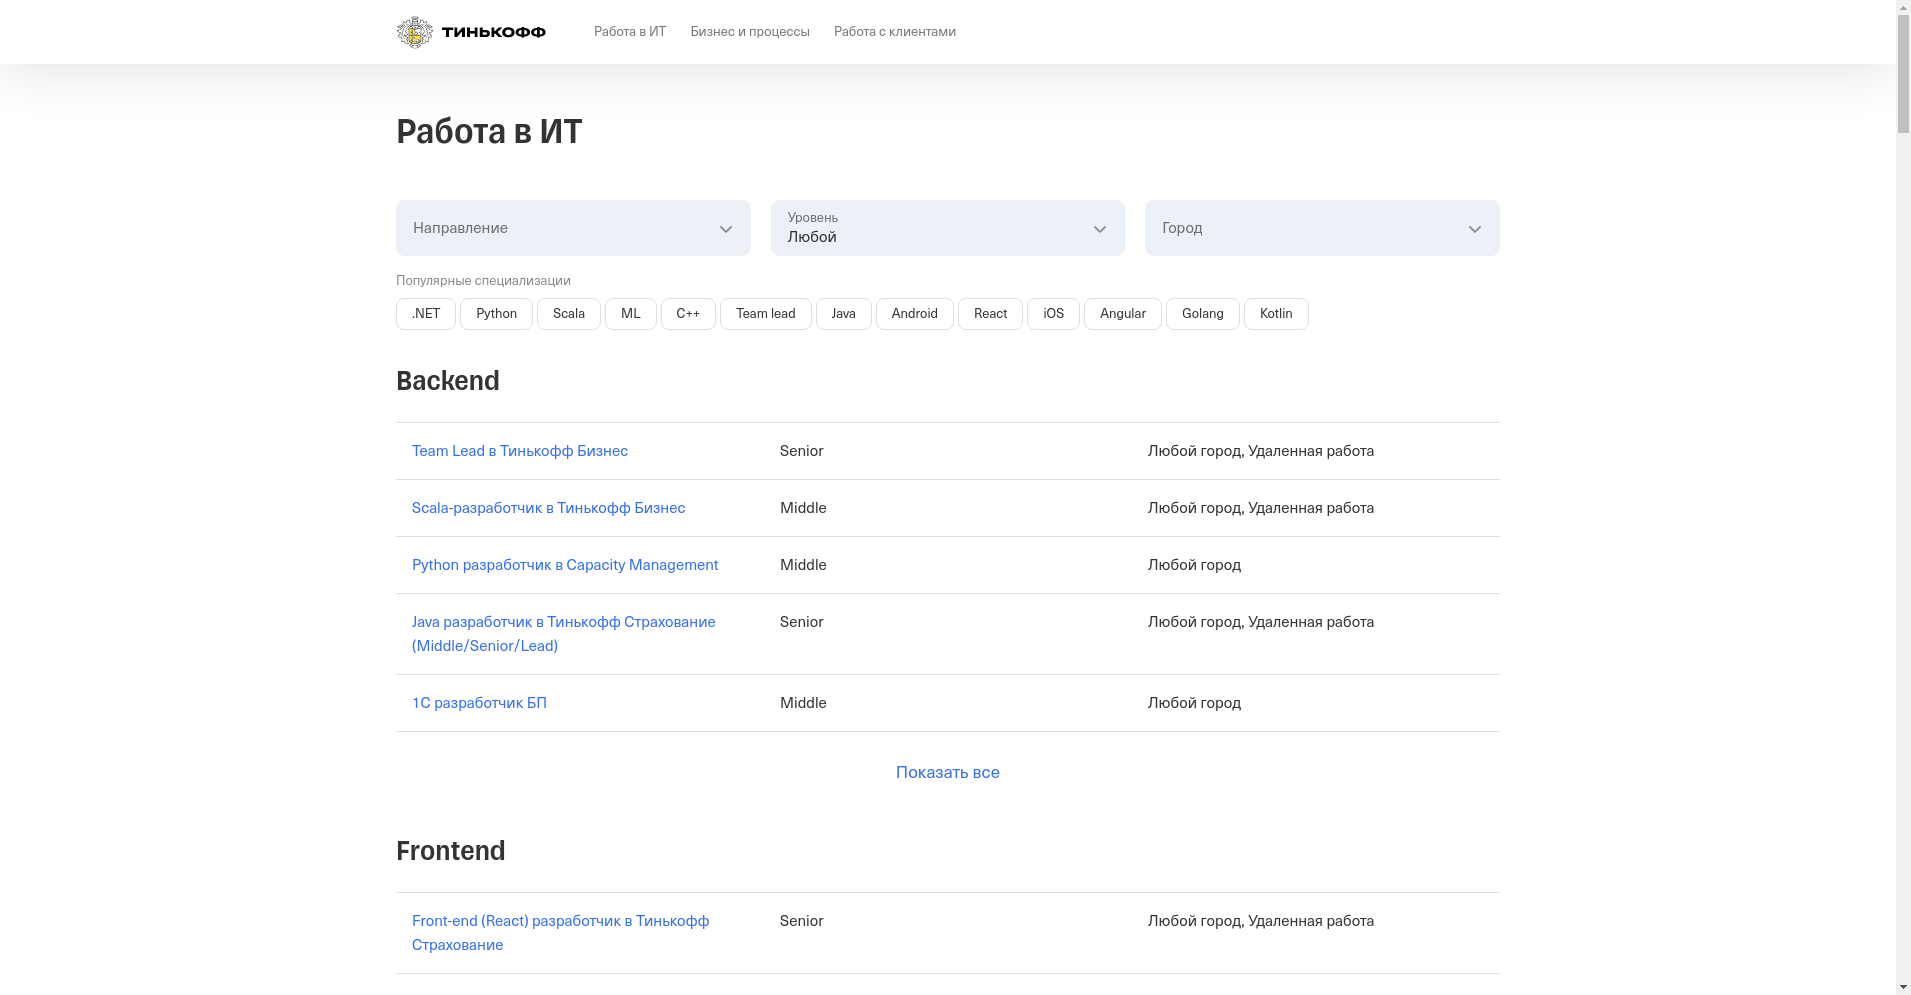 ТИНЬКОФФ Работа в ИТ Бизнес и процессы Работа с клиентами
Работа в ИТ
Направление
Уровень
Любой
Город
Популярные специализации
.NET Python Scala ML C++ Team lead Java Android React iOS Angular Golang Kotlin
Backend
Team Lead в Тинькофф Бизнес Senior Любой город, Удаленная работа
Scala-разработчик в Тинькофф Бизнес Middle Любой город, Удаленная работа
Python разработчик в Capacity Management Middle Любой город
Java разработчик в Тинькофф Страхование Senior Любой город, Удаленная работа
(Middle/Senior/Lead)
1С разработчик БП Middle Любой город
Показать все
Frontend
Front-end (React) разработчик в Тинькофф Senior Любой город, Удаленная работа
Страхование